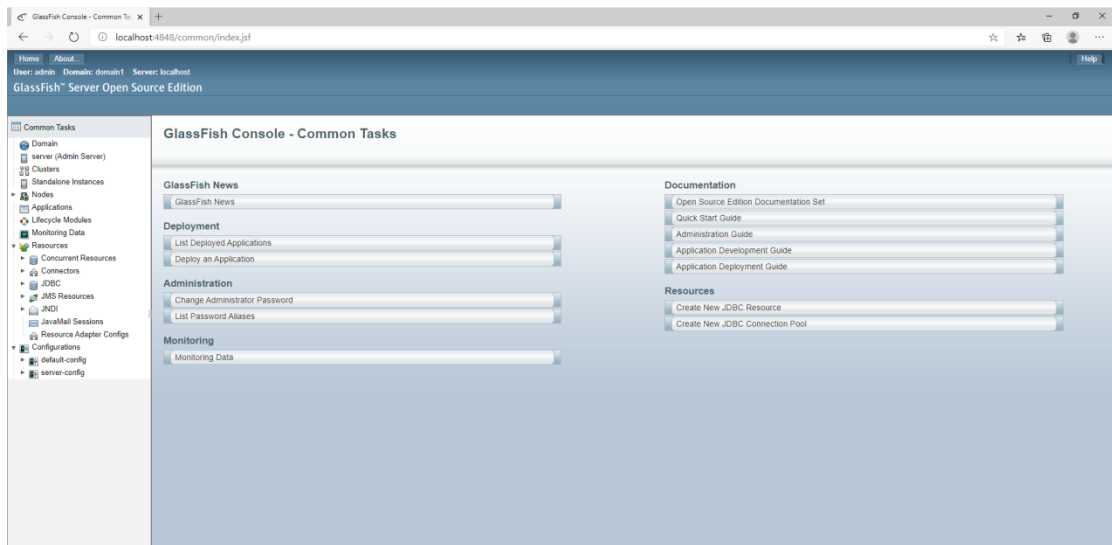 GlassFish Console - Common Ta
localhost:4848/common/index.jsf
Home About...
Help
User: admin Domain: domain1 Server: localhost
GlassFish™ Server Open Source Edition
Common Tasks
Domain
server (Admin Server)
Clusters
Standalone Instances
Nodes
Applications
Lifecycle Modules
Monitoring Data
Resources
Concurrent Resources
Connectors
JDBC
JMS Resources
JNDI
JavaMail Sessions
Resource Adapter Configs
Configurations
default-config
server-config
GlassFish Console - Common Tasks
GlassFish News
GlassFish News
Deployment
List Deployed Applications
Deploy an Application
Administration
Change Administrator Password
List Password Aliases
Monitoring
Monitoring Data
Documentation
Open Source Edition Documentation Set
Quick Start Guide
Administration Guide
Application Development Guide
Application Deployment Guide
Resources
Create New JDBC Resource
Create New JDBC Connection Pool